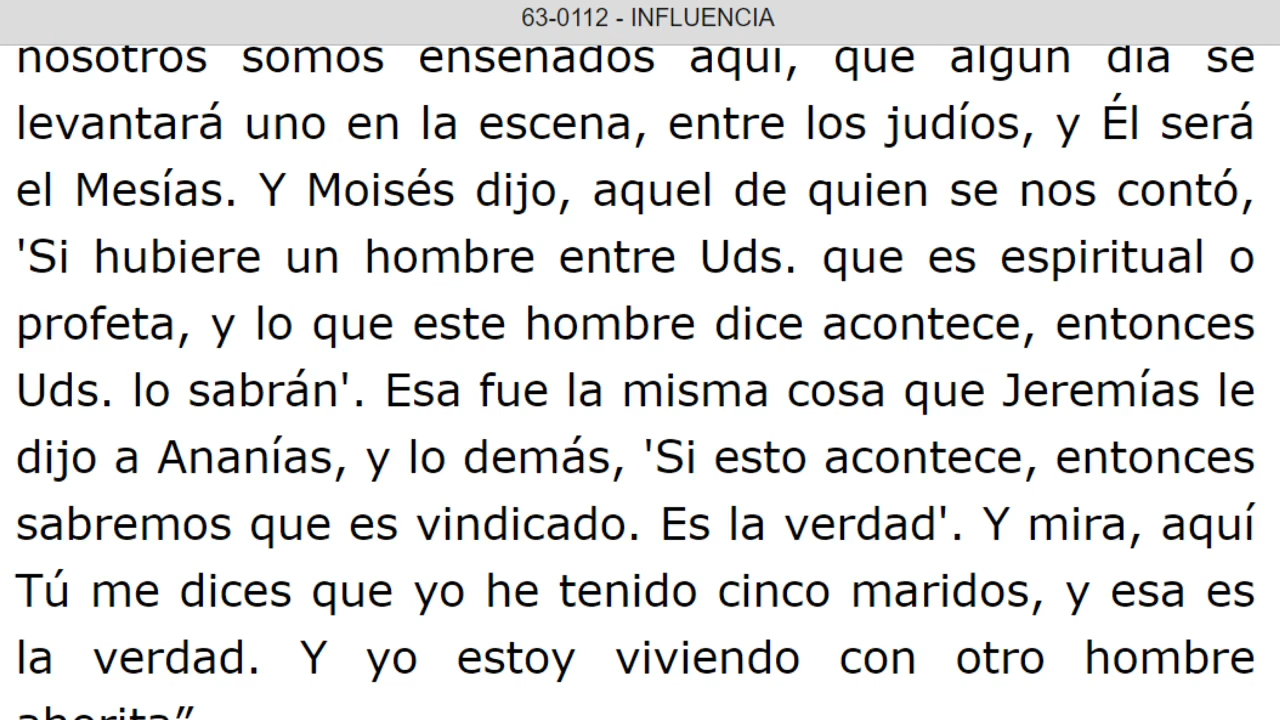 63-0112 - INFLUENCIA
nosotros somos enseñados aquí, que algún día se
levantará uno en la escena, entre los judíos, y Él será
el Mesías. Y Moisés dijo, aquel de quien se nos contó,
'Si hubiere un hombre entre Uds. que es espiritual o
profeta, y lo que este hombre dice acontece, entonces
Uds. lo sabrán'. Esa fue la misma cosa que Jeremías le
dijo a Ananías, y lo demás, 'Si esto acontece, entonces
sabremos que es vindicado. Es la verdad'. Y mira, aquí
Tú me dices que yo he tenido cinco maridos, y esa es
la verdad. Y yo estoy viviendo con otro hombre
ahorita”